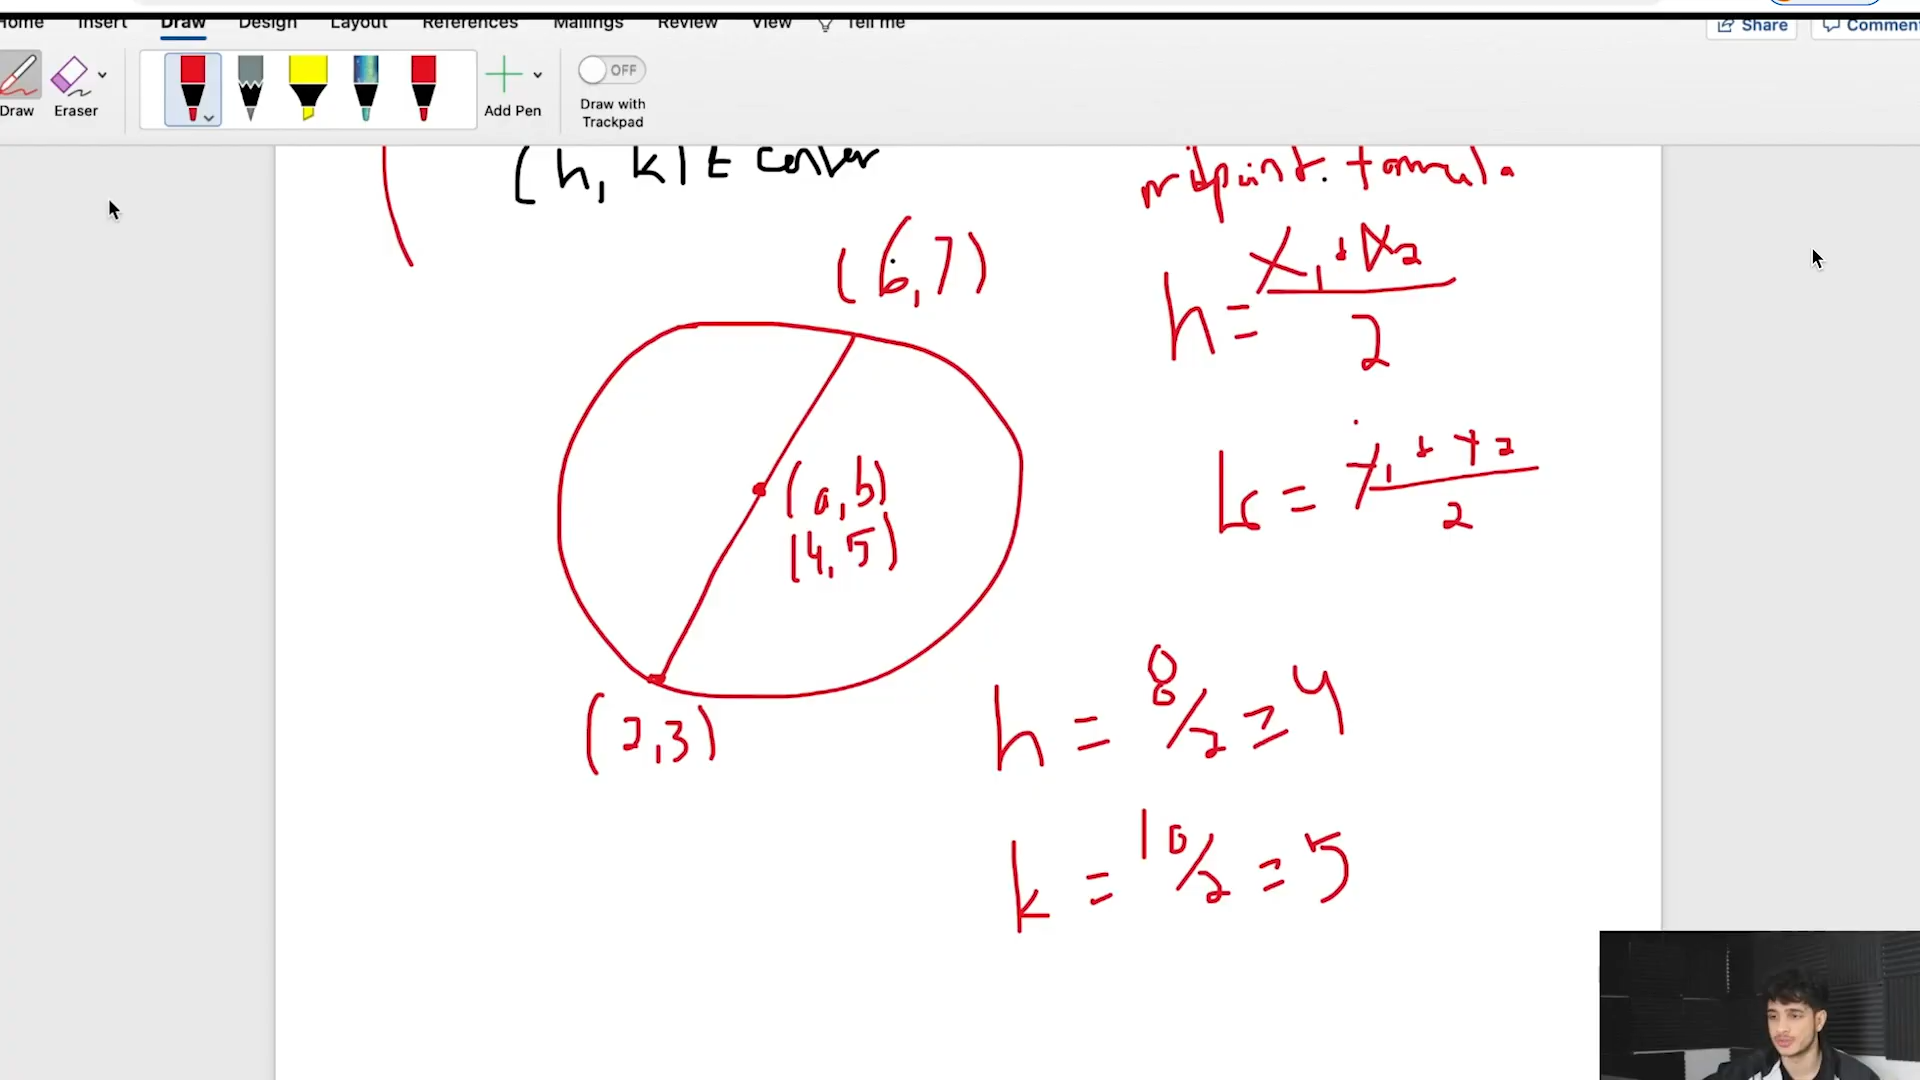 Home Insert Draw Design Layout References Mailings Review View Tell me
Share Comment
Draw Eraser Add Pen OFF
Draw with
Trackpad
(h, k) ∈ center
midpoint formula
(6,7)
h = x₁ + x₂ / 2
(a, b)
(4, 5)
k = y₁ + y₂ / 2
(2,3)
h = 8/2 = 4
k = 10/2 = 5